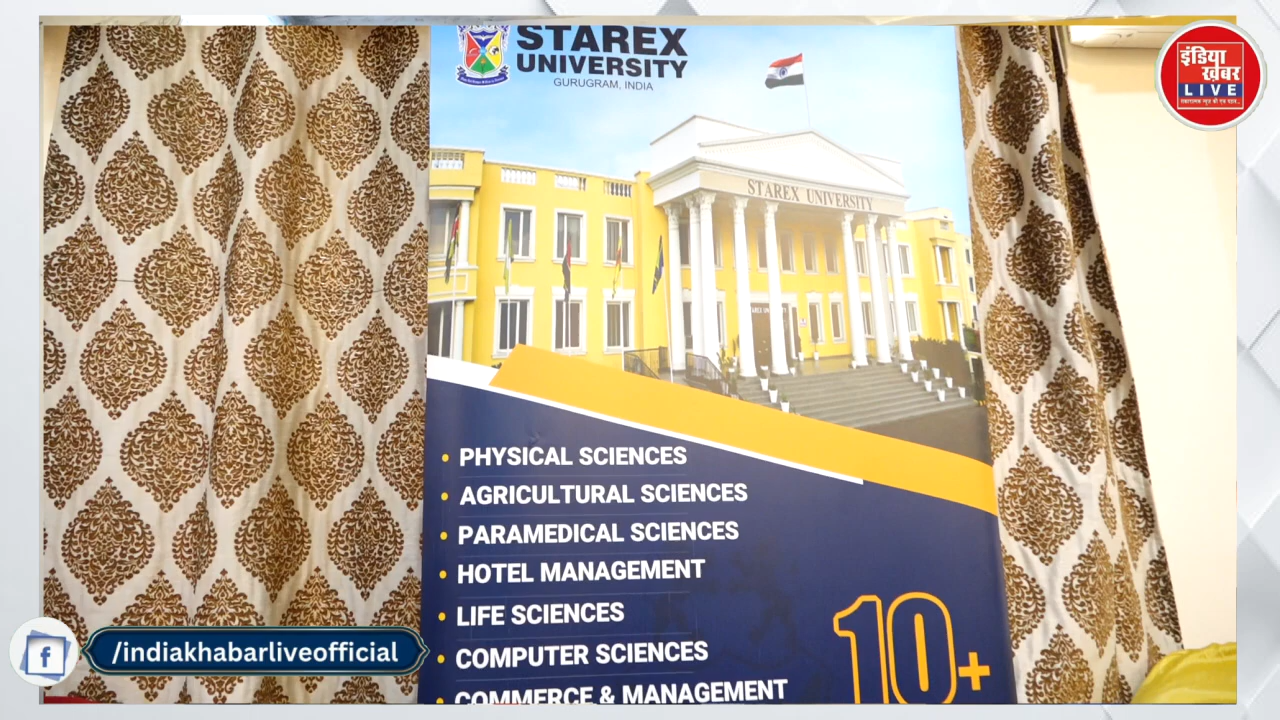 STAREX
UNIVERSITY
GURUGRAM, INDIA
इंडिया
ख़बर
LIVE
STAREX UNIVERSITY
• PHYSICAL SCIENCES
• AGRICULTURAL SCIENCES
• PARAMEDICAL SCIENCES
• HOTEL MANAGEMENT
• LIFE SCIENCES
• COMPUTER SCIENCES
• COMMERCE & MANAGEMENT
10+
/indiakhabarliveofficial